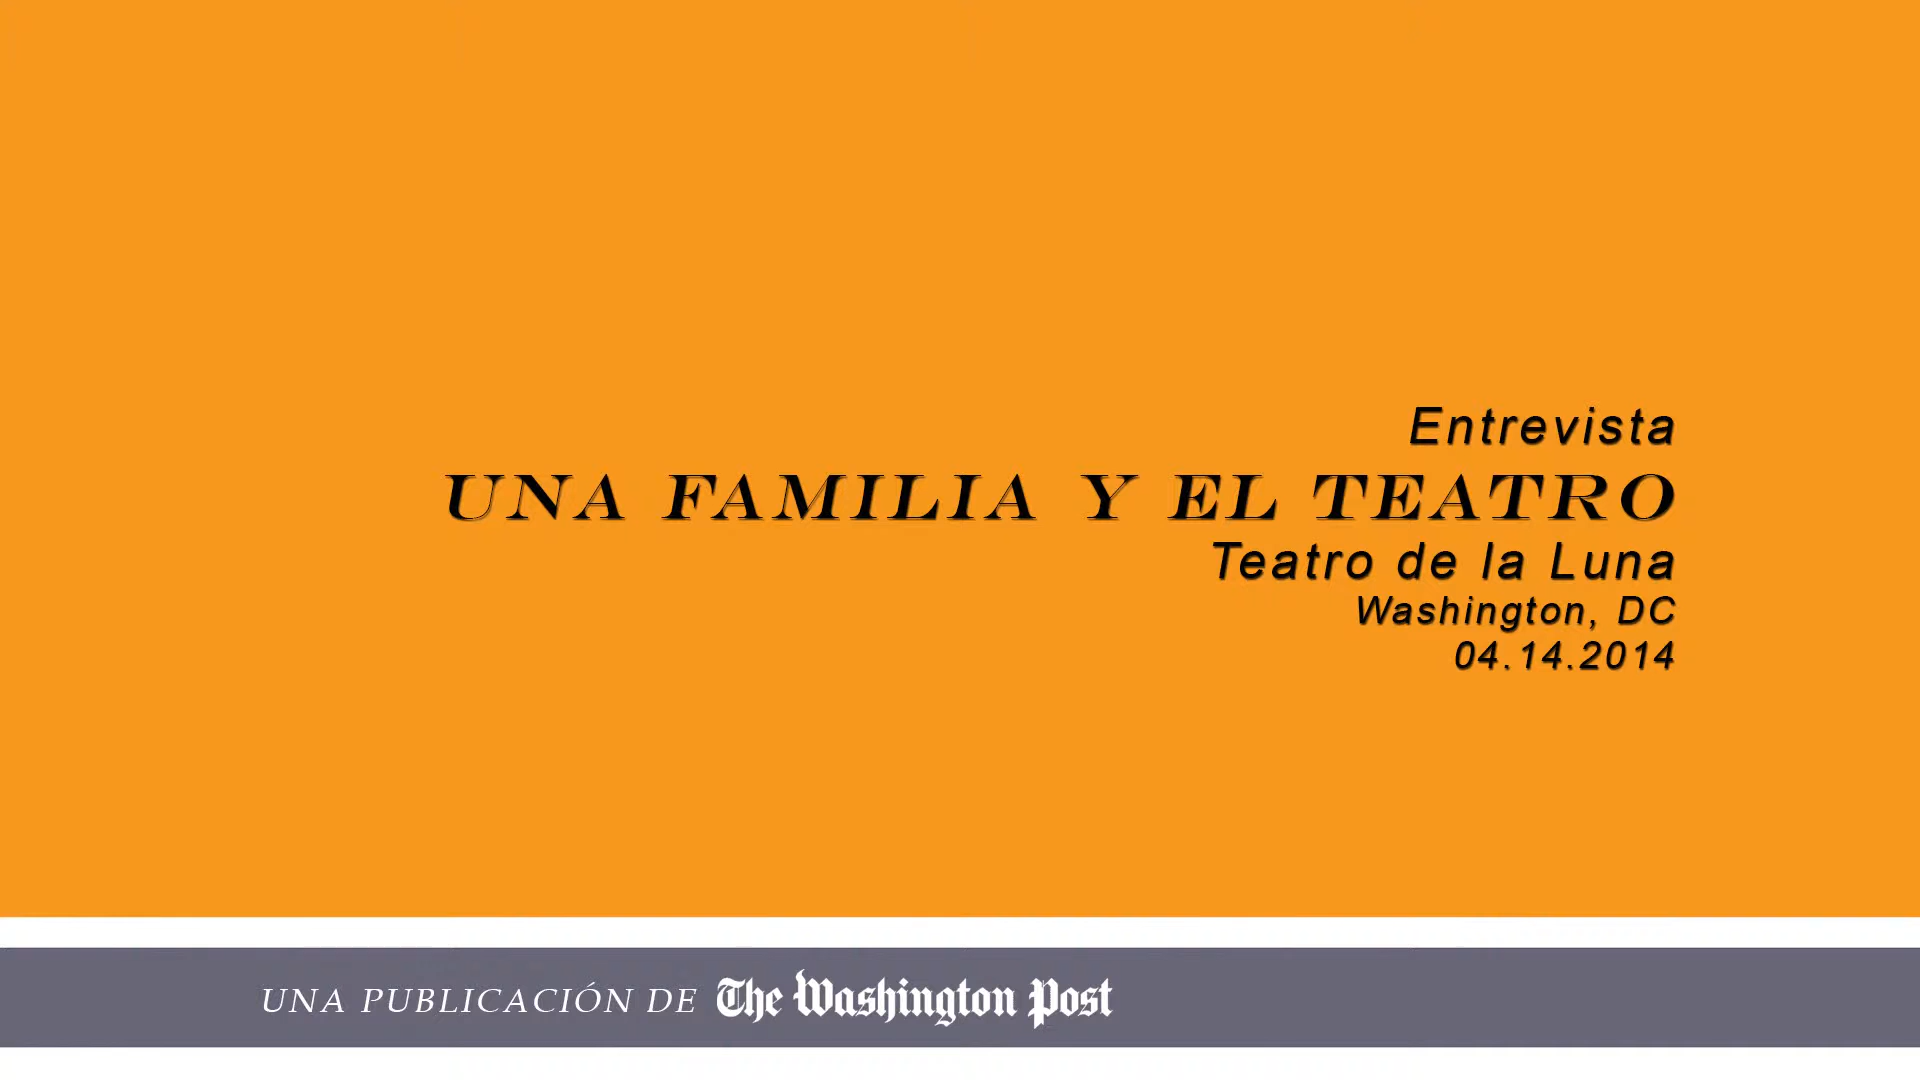 Entrevista
UNA FAMILIA Y EL TEATRO
Teatro de la Luna
Washington, DC
04.14.2014
UNA PUBLICACIÓN DE The Washington Post